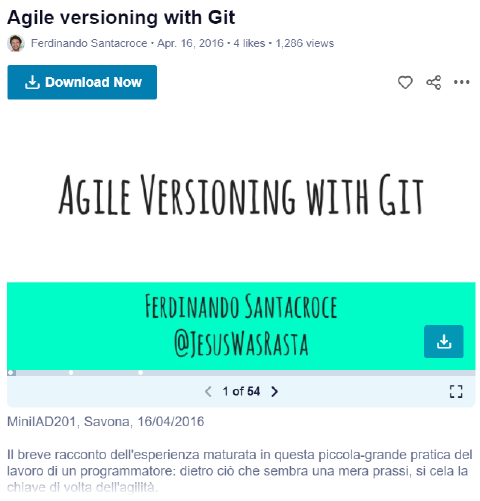 Agile versioning with Git
Ferdinando Santacroce • Apr. 16, 2016 • 4 likes • 1,286 views
Download Now
Agile Versioning with Git
Ferdinando Santacroce
@JesusWasRasta
1 of 54
MiniIAD201, Savona, 16/04/2016
Il breve racconto dell'esperienza maturata in questa piccola-grande pratica del
lavoro di un programmatore: dietro ciò che sembra una mera prassi, si cela la
chiave di volta dell'agilità.